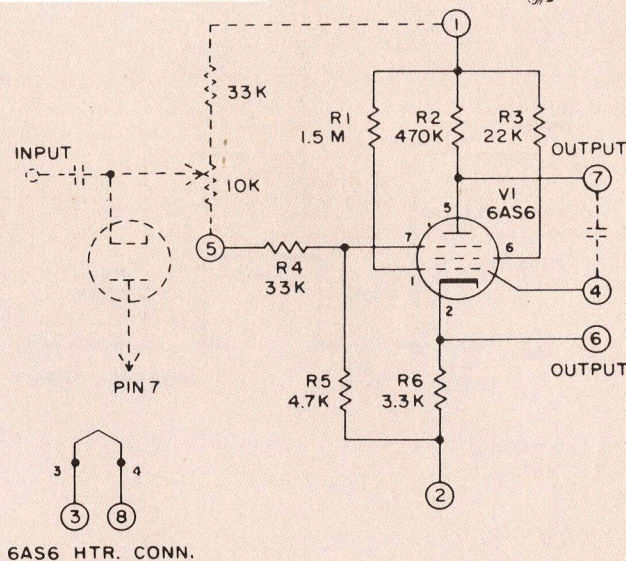 1
33K
R1
1.5 M
R2
470K
R3
22K
INPUT
OUTPUT
10K
V1
6AS6
7
5
5
7
6
R4
33K
1
2
4
6
OUTPUT
PIN 7
R5
4.7K
R6
3.3K
3
4
2
3
8
6AS6 HTR. CONN.